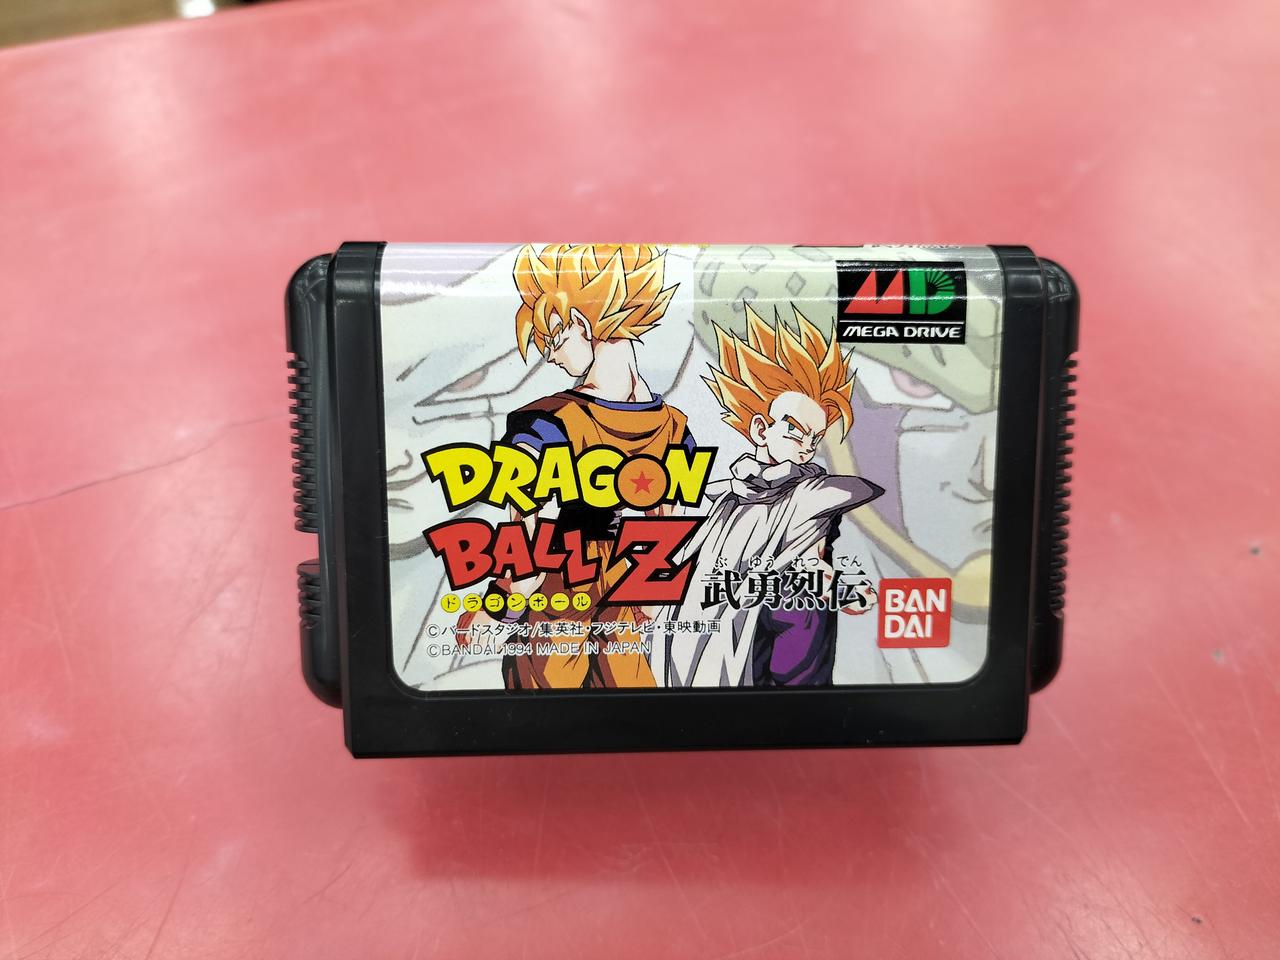 MD
MEGA DRIVE
DRAGON
BALL Z
ドラゴンボール
ぶ ゆう れつ でん
武勇烈伝
BAN
DAI
©バードスタジオ/集英社・フジテレビ・東映動画
©BANDAI 1994 MADE IN JAPAN